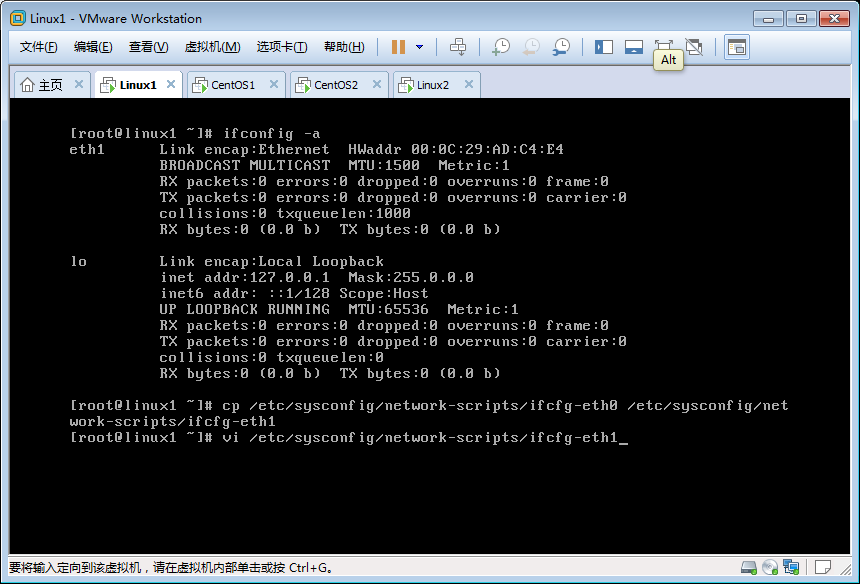 Linux1 - VMware Workstation
文件(F) 编辑(E) 查看(V) 虚拟机(M) 选项卡(T) 帮助(H)
Alt
主页 Linux1 CentOS1 CentOS2 Linux2
[root@linux1 ~]# ifconfig -a
eth1      Link encap:Ethernet  HWaddr 00:0C:29:AD:C4:E4
          BROADCAST MULTICAST  MTU:1500  Metric:1
          RX packets:0 errors:0 dropped:0 overruns:0 frame:0
          TX packets:0 errors:0 dropped:0 overruns:0 carrier:0
          collisions:0 txqueuelen:1000
          RX bytes:0 (0.0 b)  TX bytes:0 (0.0 b)
lo        Link encap:Local Loopback
          inet addr:127.0.0.1  Mask:255.0.0.0
          inet6 addr: ::1/128 Scope:Host
          UP LOOPBACK RUNNING  MTU:65536  Metric:1
          RX packets:0 errors:0 dropped:0 overruns:0 frame:0
          TX packets:0 errors:0 dropped:0 overruns:0 carrier:0
          collisions:0 txqueuelen:0
          RX bytes:0 (0.0 b)  TX bytes:0 (0.0 b)
[root@linux1 ~]# cp /etc/sysconfig/network-scripts/ifcfg-eth0 /etc/sysconfig/net
work-scripts/ifcfg-eth1
[root@linux1 ~]# vi /etc/sysconfig/network-scripts/ifcfg-eth1_
要将输入定向到该虚拟机，请在虚拟机内部单击或按 Ctrl+G。